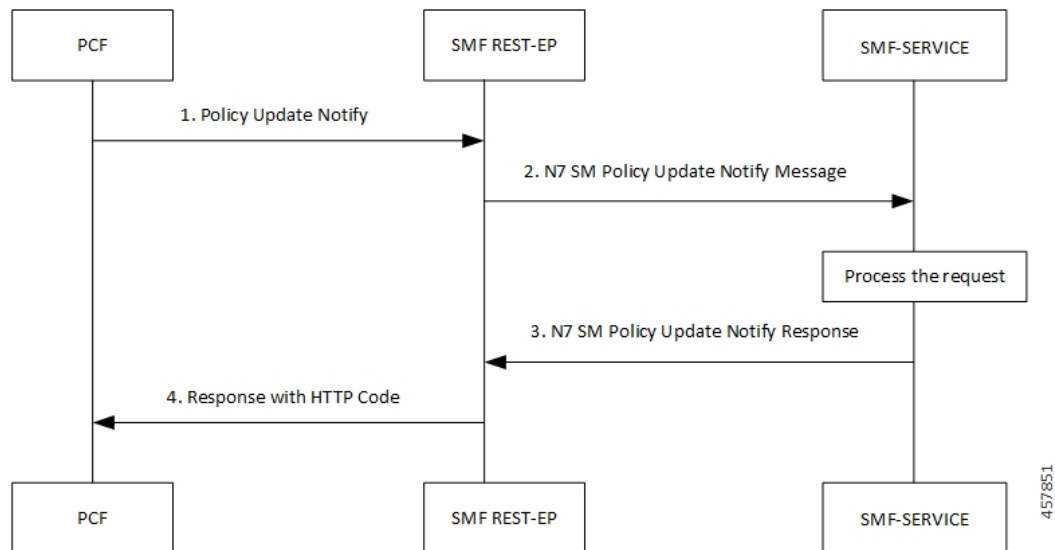 PCF
SMF REST-EP
SMF-SERVICE
1. Policy Update Notify
2. N7 SM Policy Update Notify Message
Process the request
3. N7 SM Policy Update Notify Response
4. Response with HTTP Code
PCF
SMF REST-EP
SMF-SERVICE
457851